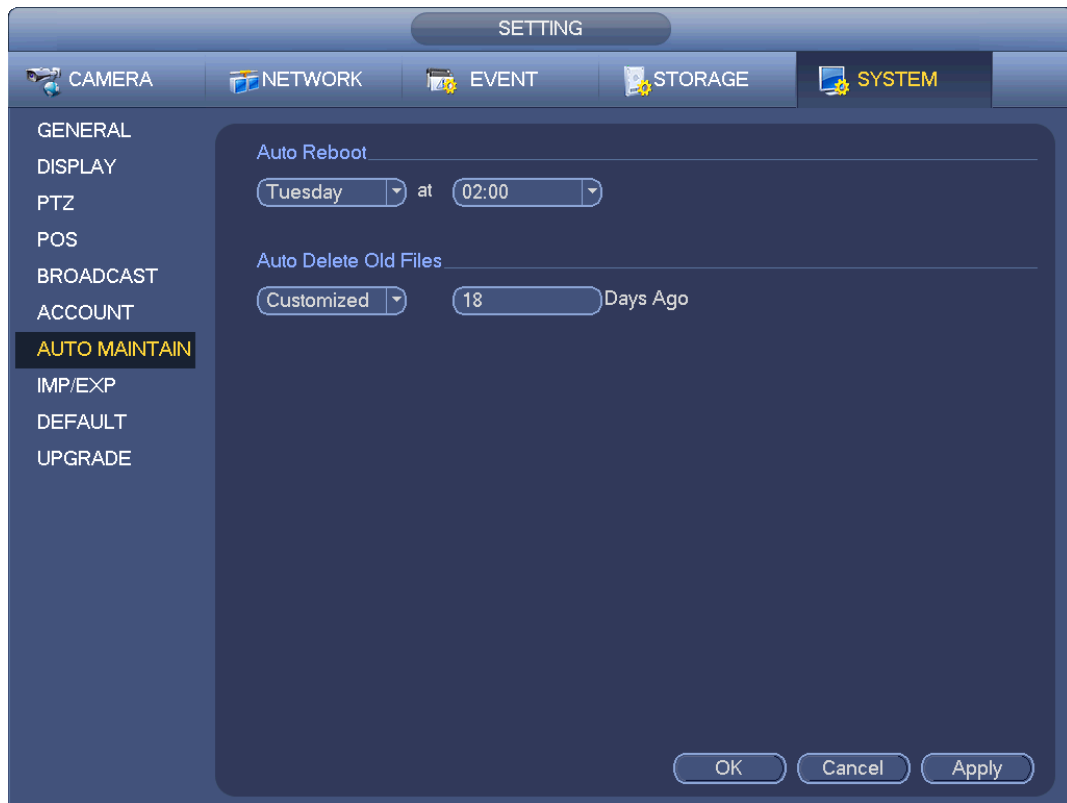 SETTING
CAMERA NETWORK EVENT STORAGE SYSTEM
GENERAL
DISPLAY
PTZ
POS
BROADCAST
ACCOUNT
AUTO MAINTAIN
IMP/EXP
DEFAULT
UPGRADE
Auto Reboot
Tuesday at 02:00
Auto Delete Old Files
Customized 18 Days Ago
OK Cancel Apply